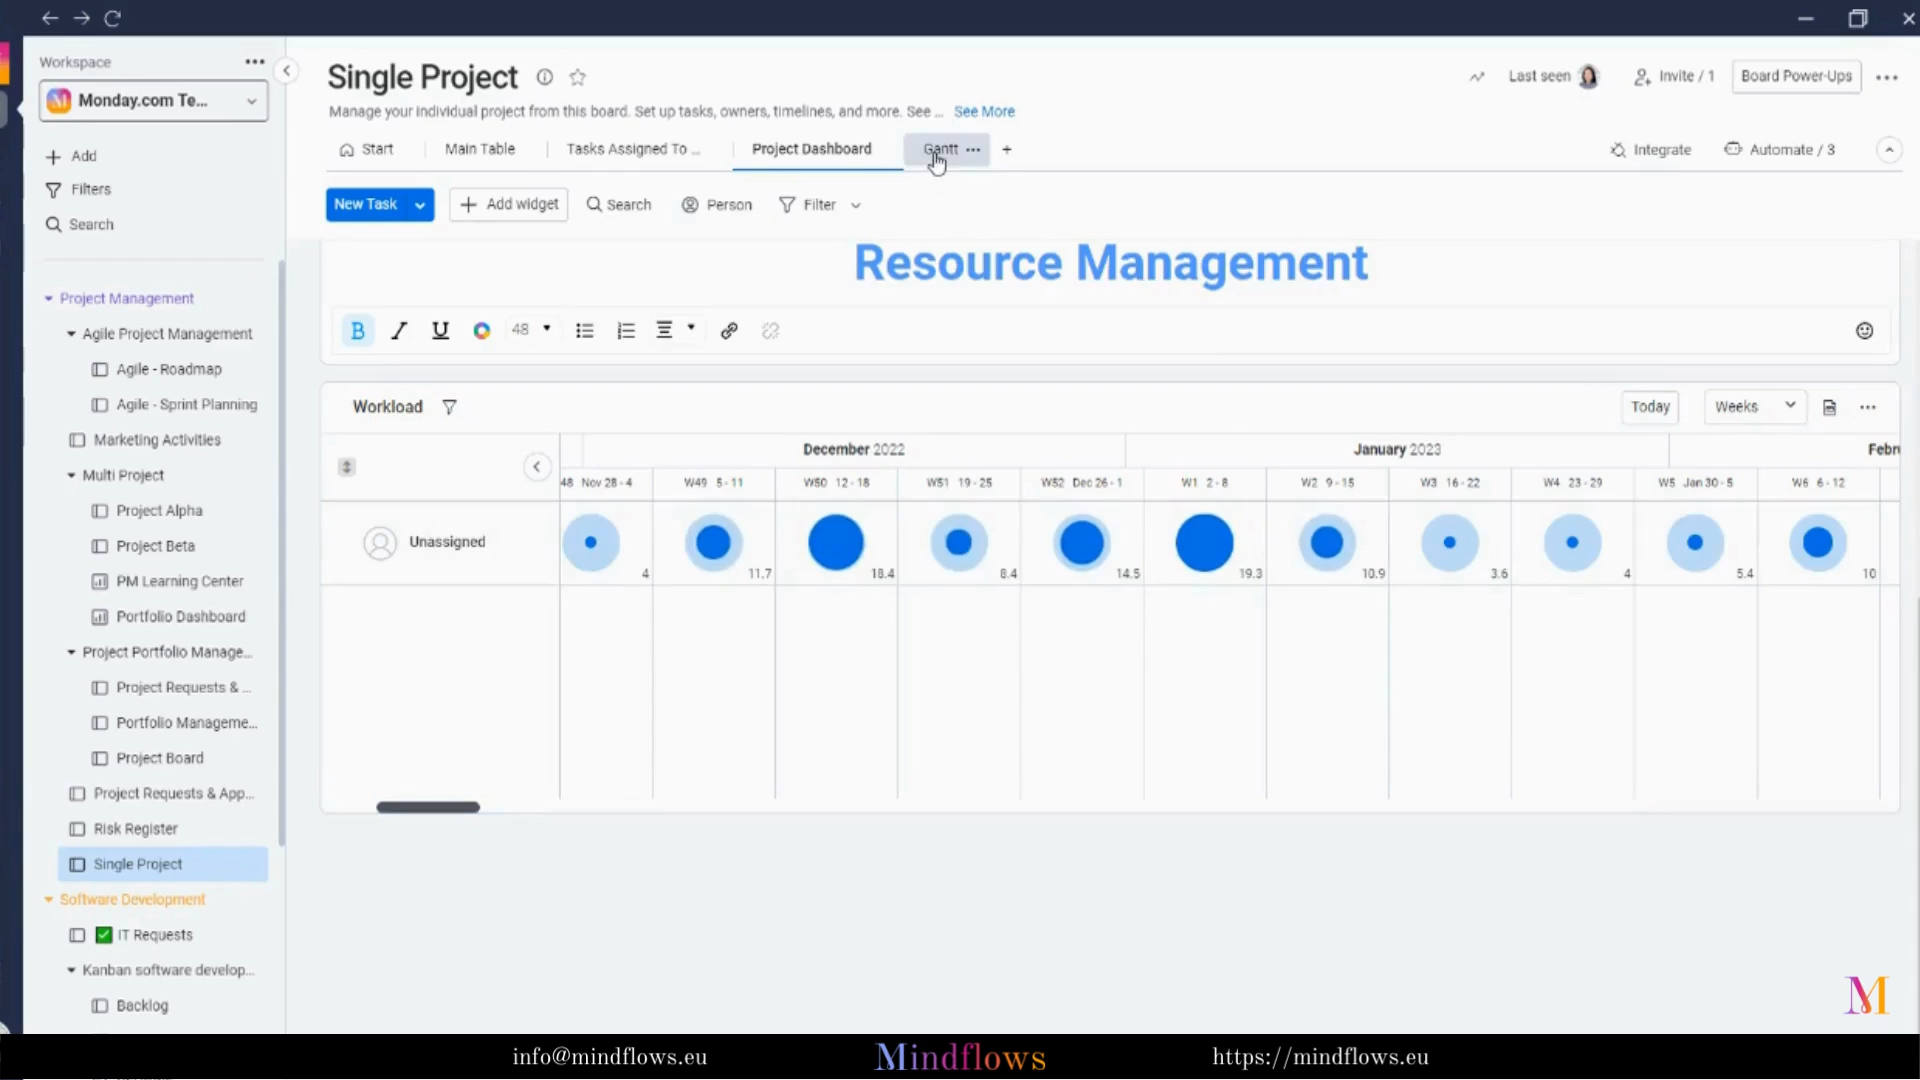 Workspace
Monday.com Te...
Add
Filters
Search
Project Management
Agile Project Management
Agile - Roadmap
Agile - Sprint Planning
Marketing Activities
Multi Project
Project Alpha
Project Beta
PM Learning Center
Portfolio Dashboard
Project Portfolio Manage...
Project Requests & ...
Portfolio Manageme...
Project Board
Project Requests & App...
Risk Register
Single Project
Software Development
IT Requests
Kanban software develop...
Backlog
Single Project
Last seen
Invite / 1
Board Power-Ups
Manage your individual project from this board. Set up tasks, owners, timelines, and more. See ... See More
Start
Main Table
Tasks Assigned To ...
Project Dashboard
Gantt
Integrate
Automate / 3
New Task
Add widget
Search
Person
Filter
Resource Management
B I U 48
Workload
Today
Weeks
December 2022
January 2023
Febr
48 Nov 28 - 4
W49 5 - 11
W50 12 - 18
W51 19 - 25
W52 Dec 26 - 1
W1 2 - 8
W2 9 - 15
W3 16 - 22
W4 23 - 29
W5 Jan 30 - 5
W6 6 - 12
Unassigned
4
11.7
18.4
8.4
14.5
19.3
10.9
3.6
4
5.4
10
M
info@mindflows.eu
Mindflows
https://mindflows.eu